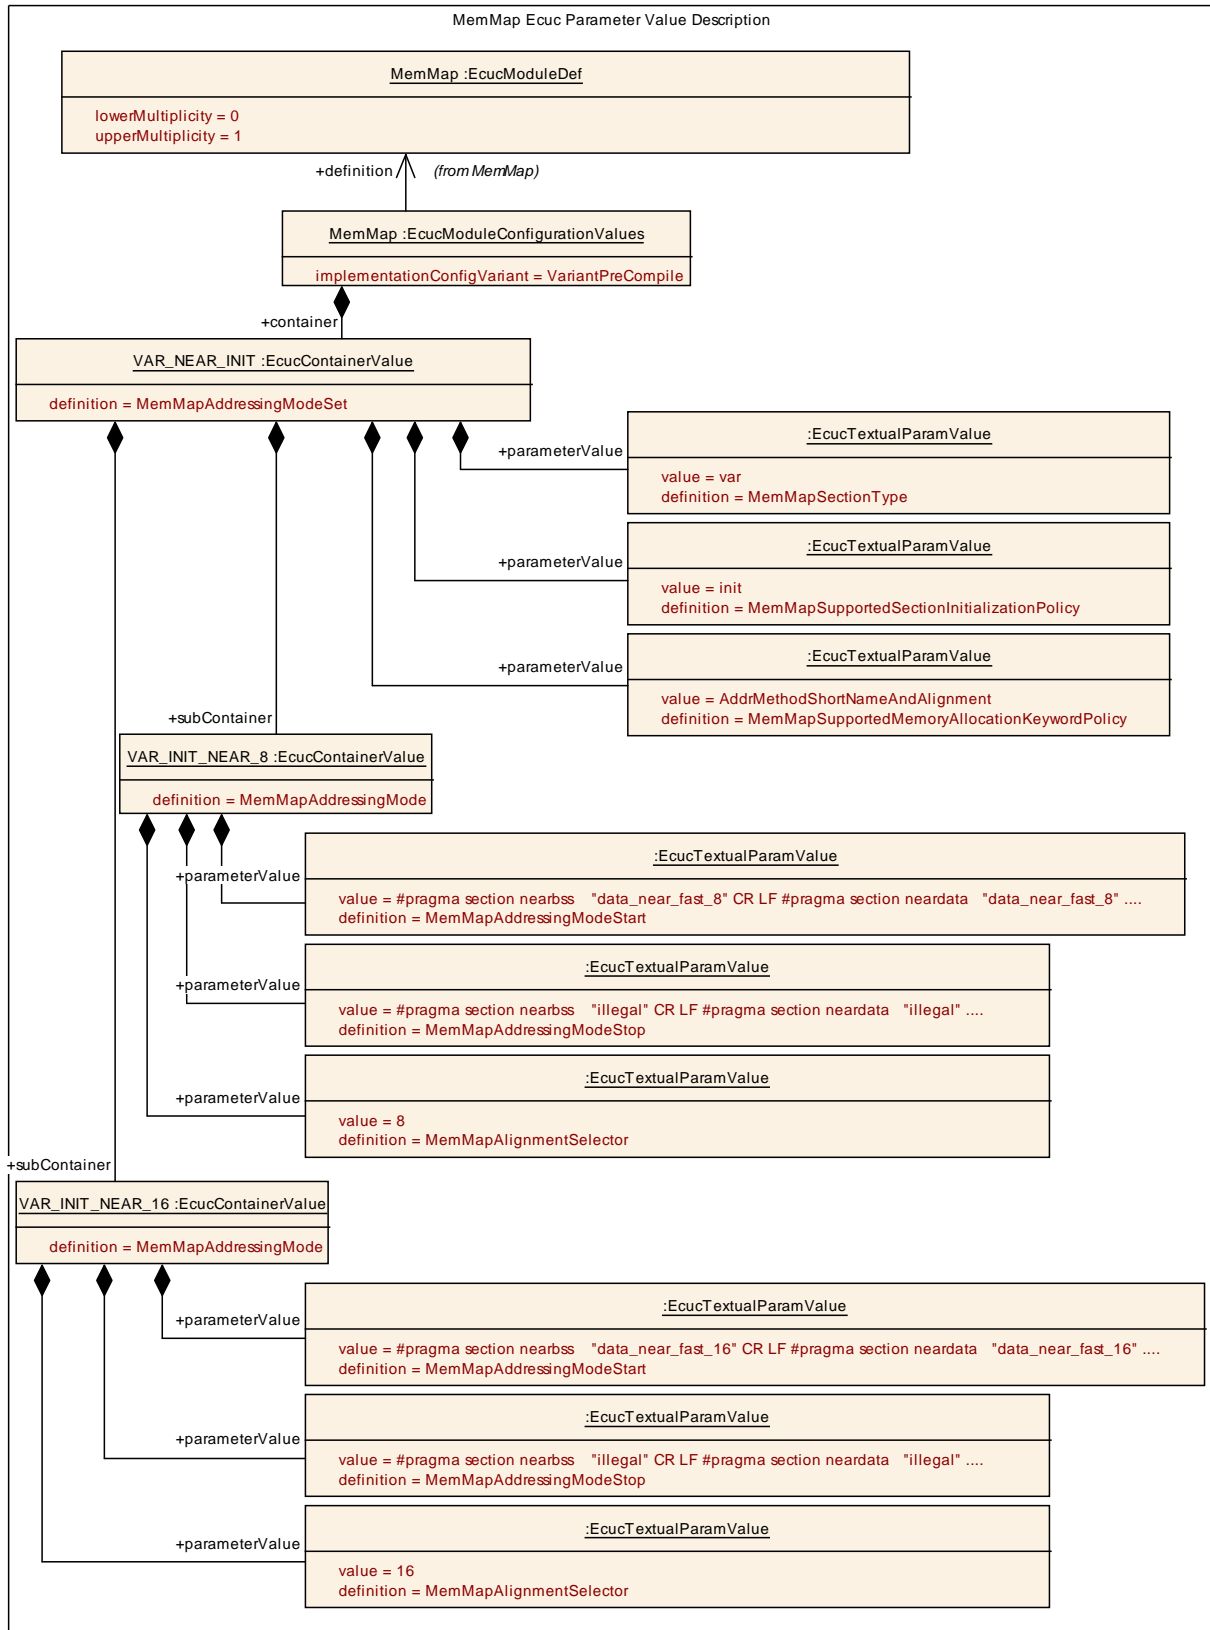 MemMap Ecuc Parameter Value Description
MemMap :EcucModuleDef
lowerMultiplicity = 0
upperMultiplicity = 1
+definition
(from MemMap)
MemMap :EcucModuleConfigurationValues
implementationConfigVariant = VariantPreCompile
+container
VAR_NEAR_INIT :EcucContainerValue
definition = MemMapAddressingModeSet
:EcucTextualParamValue
+parameterValue
value = var
definition = MemMapSectionType
:EcucTextualParamValue
+parameterValue
value = init
definition = MemMapSupportedSectionInitializationPolicy
:EcucTextualParamValue
+parameterValue
value = AddrMethodShortNameAndAlignment
definition = MemMapSupportedMemoryAllocationKeywordPolicy
+subContainer
VAR_INIT_NEAR_8 :EcucContainerValue
definition = MemMapAddressingMode
:EcucTextualParamValue
+parameterValue
value = #pragma section nearbss   "data_near_fast_8" CR LF #pragma section neardata   "data_near_fast_8" ....
definition = MemMapAddressingModeStart
:EcucTextualParamValue
+parameterValue
value = #pragma section nearbss   "illegal" CR LF #pragma section neardata   "illegal" ....
definition = MemMapAddressingModeStop
:EcucTextualParamValue
+parameterValue
value = 8
definition = MemMapAlignmentSelector
+subContainer
VAR_INIT_NEAR_16 :EcucContainerValue
definition = MemMapAddressingMode
:EcucTextualParamValue
+parameterValue
value = #pragma section nearbss   "data_near_fast_16" CR LF #pragma section neardata   "data_near_fast_16" ....
definition = MemMapAddressingModeStart
:EcucTextualParamValue
+parameterValue
value = #pragma section nearbss   "illegal" CR LF #pragma section neardata   "illegal" ....
definition = MemMapAddressingModeStop
:EcucTextualParamValue
+parameterValue
value = 16
definition = MemMapAlignmentSelector